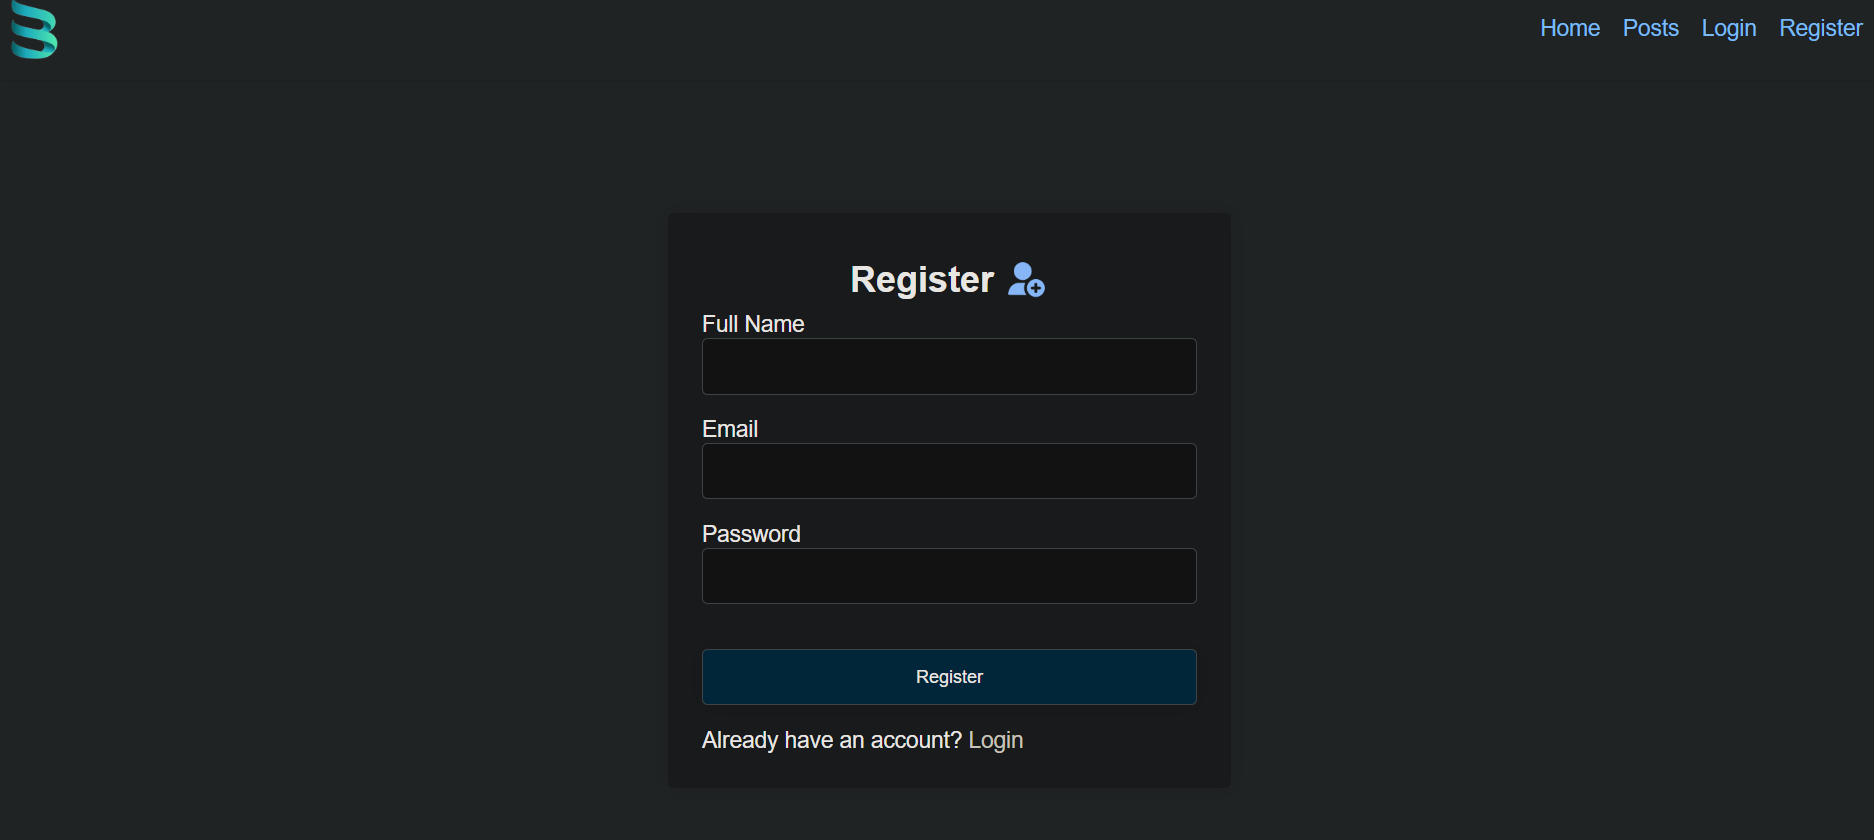 Home Posts Login Register
Register
Full Name
Email
Password
Register
Already have an account? Login